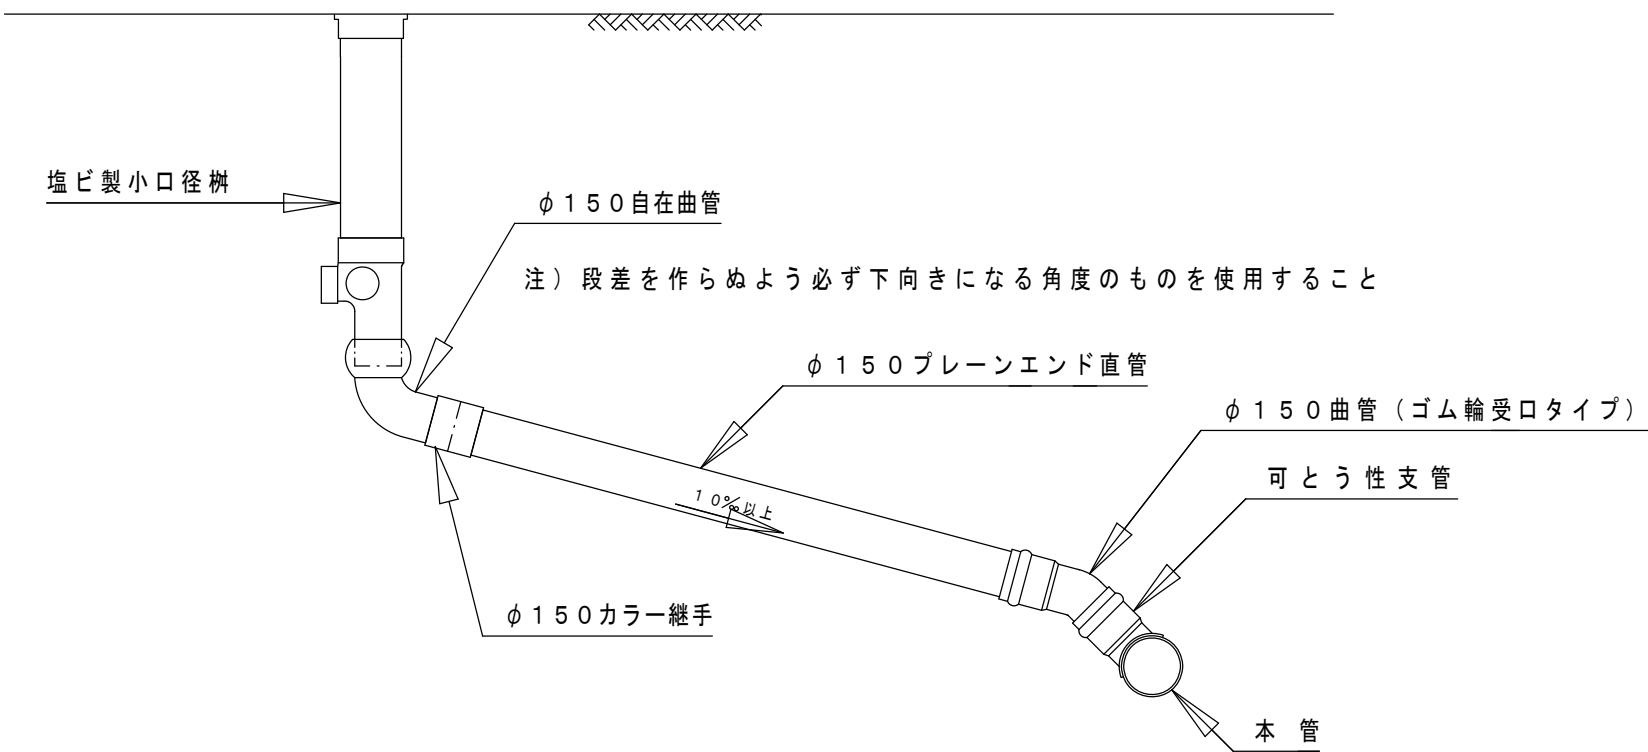 塩ビ製小口径桝
φ１５０自在曲管
注）段差を作らぬよう必ず下向きになる角度のものを使用すること
φ１５０プレーンエンド直管
φ１５０曲管（ゴム輪受口タイプ）
可とう性支管
１０‰以上
φ１５０カラー継手
本管